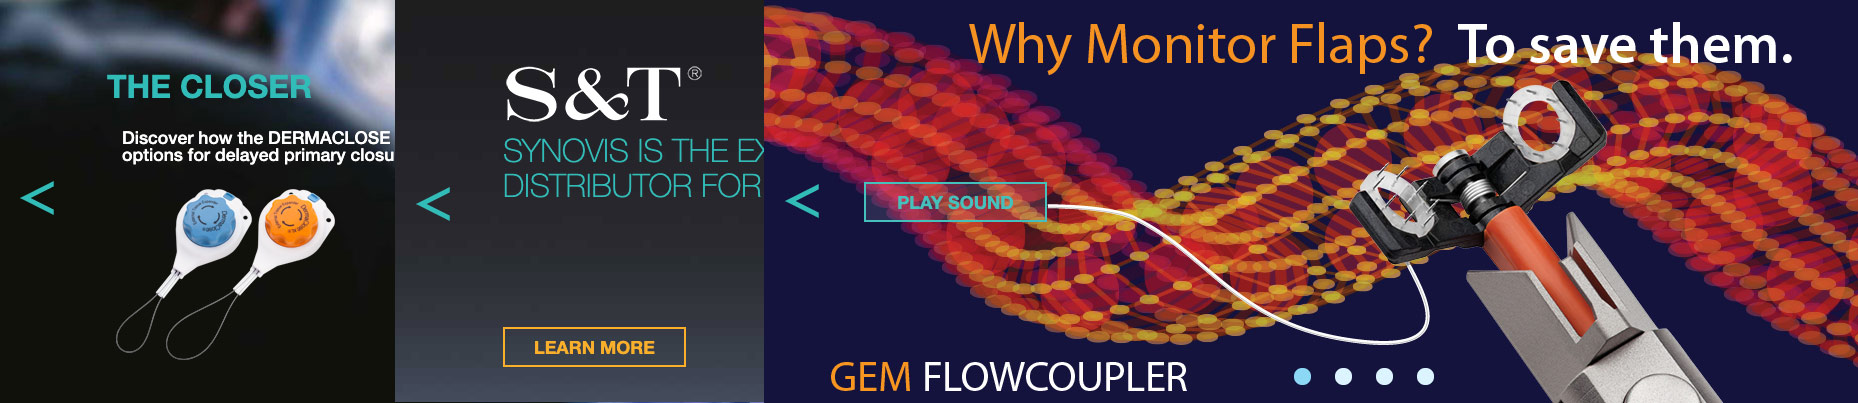 THE CLOSER
Discover how the DERMACLOSE
options for delayed primary closu
<
S&T®
SYNOVIS IS THE EX
DISTRIBUTOR FOR
<
LEARN MORE
Why Monitor Flaps? To save them.
<
PLAY SOUND
GEM FLOWCOUPLER